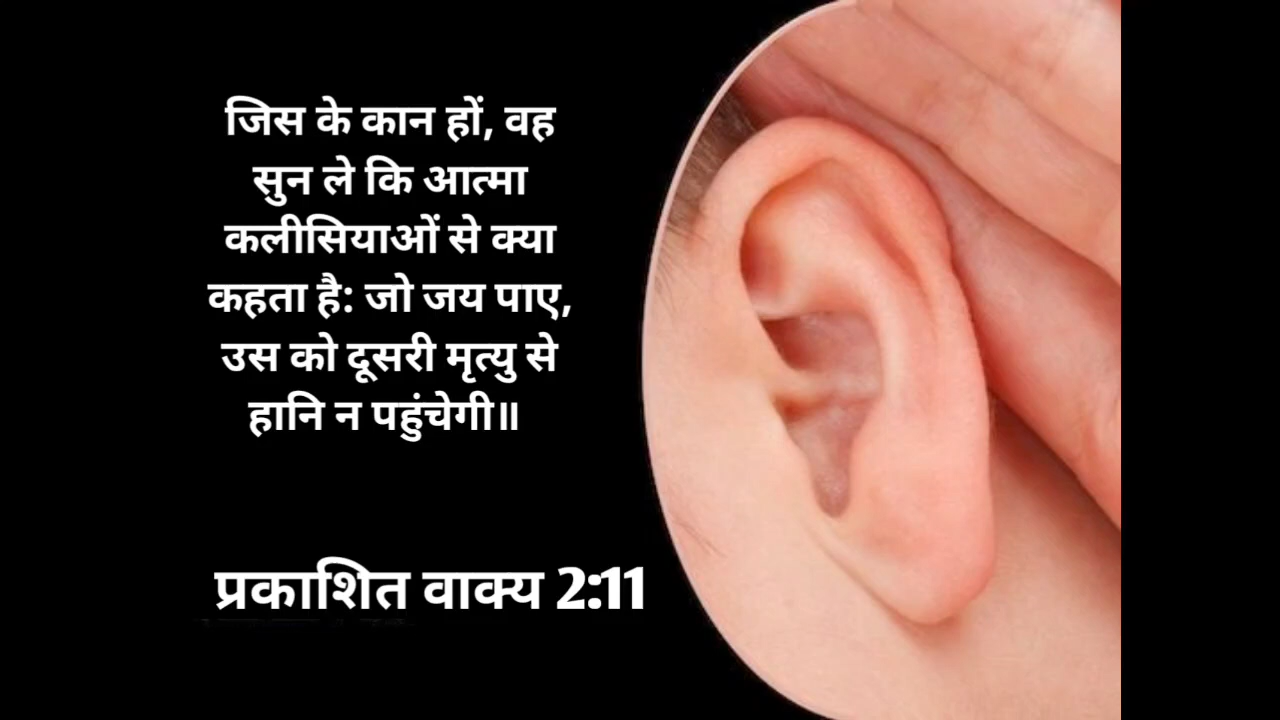 जिस के कान हों, वह
सुन ले कि आत्मा
कलीसियाओं से क्या
कहता है: जो जय पाए,
उस को दूसरी मृत्यु से
हानि न पहुंचेगी॥
प्रकाशित वाक्य 2:11